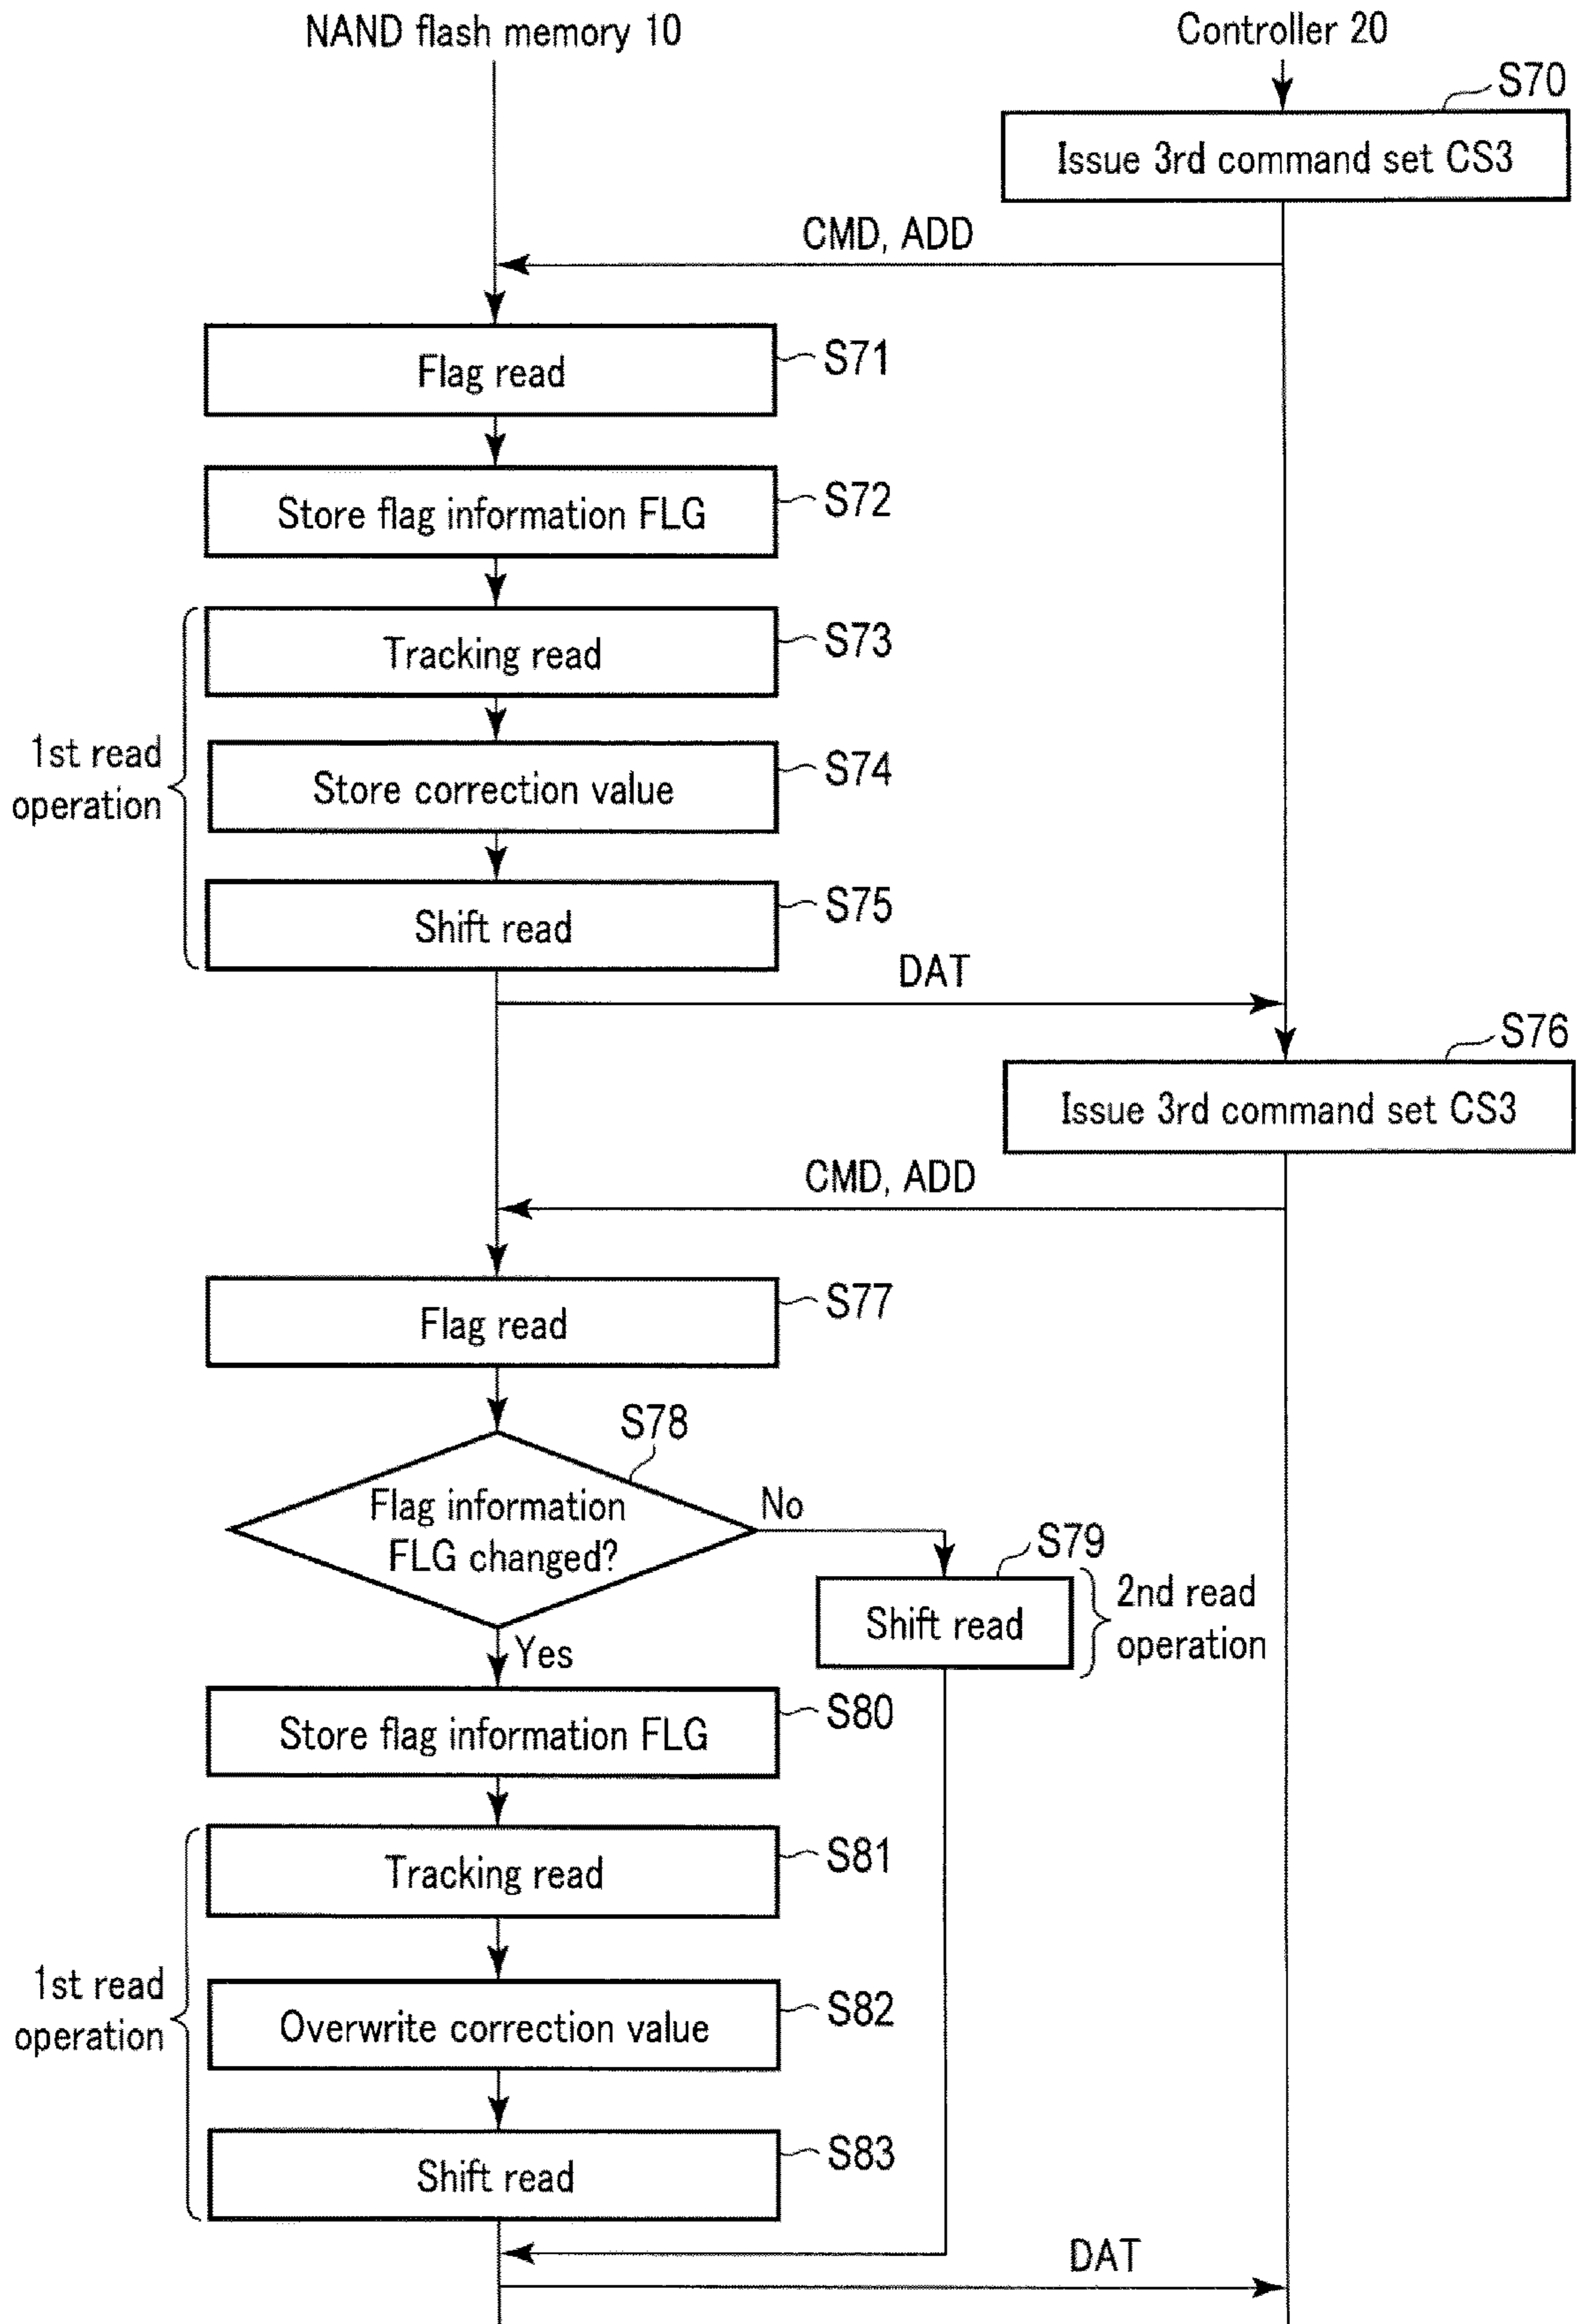 NAND flash memory 10
Controller 20
S70
Issue 3rd command set CS3
CMD, ADD
Flag read
S71
Store flag information FLG
S72
1st read
operation
Tracking read
S73
Store correction value
S74
Shift read
S75
DAT
S76
Issue 3rd command set CS3
CMD, ADD
Flag read
S77
S78
Flag information
FLG changed?
No
Yes
S79
Shift read
2nd read
operation
Store flag information FLG
S80
1st read
operation
Tracking read
S81
Overwrite correction value
S82
Shift read
S83
DAT